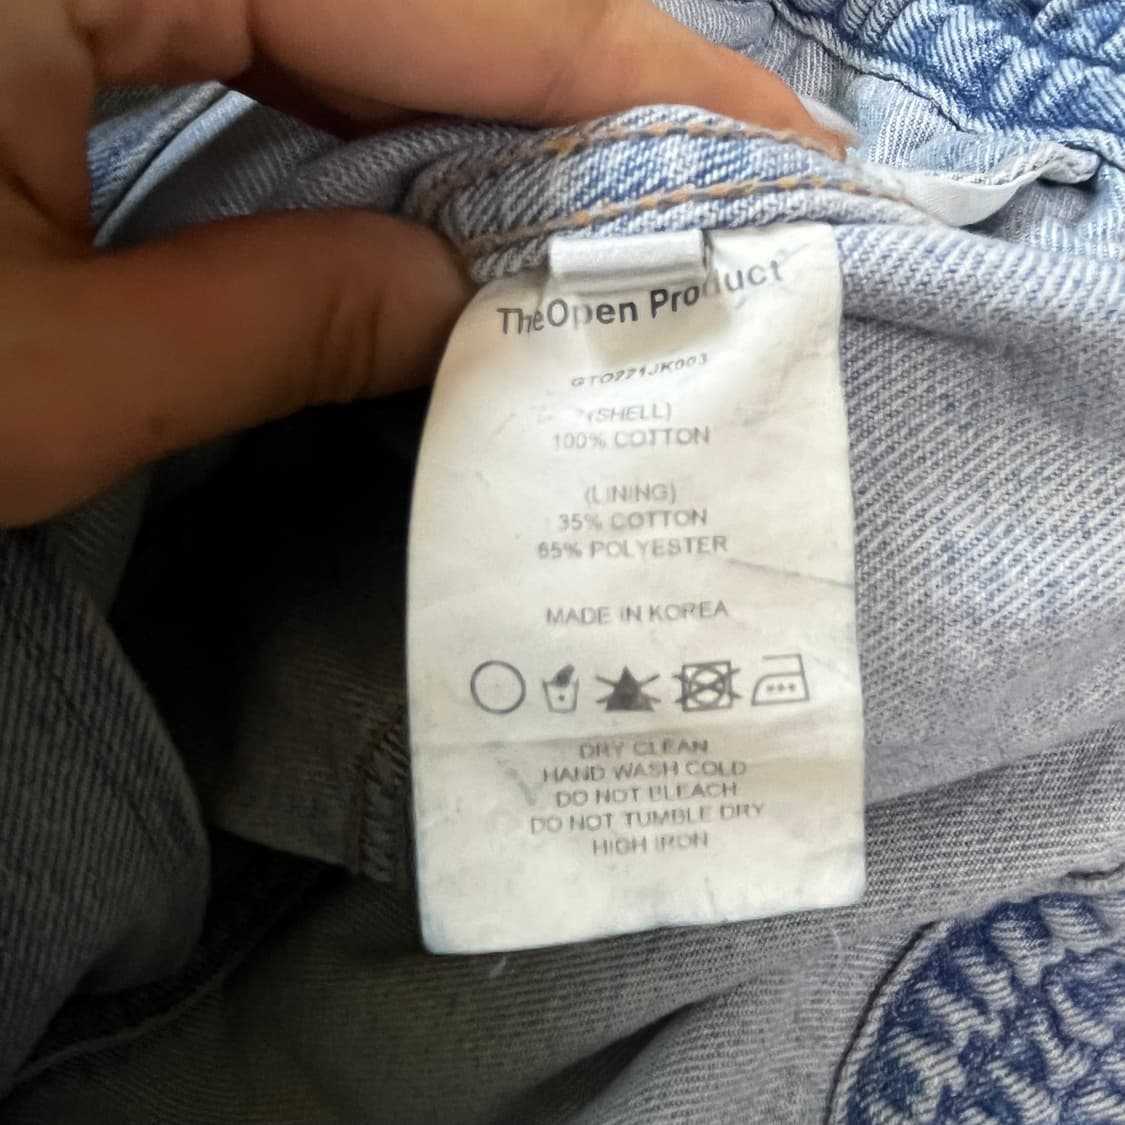 TheOpen Product
GTO221JK003
(SHELL)
100% COTTON
(LINING)
35% COTTON
65% POLYESTER
MADE IN KOREA
DRY CLEAN
HAND WASH COLD
DO NOT BLEACH
DO NOT TUMBLE DRY
HIGH IRON